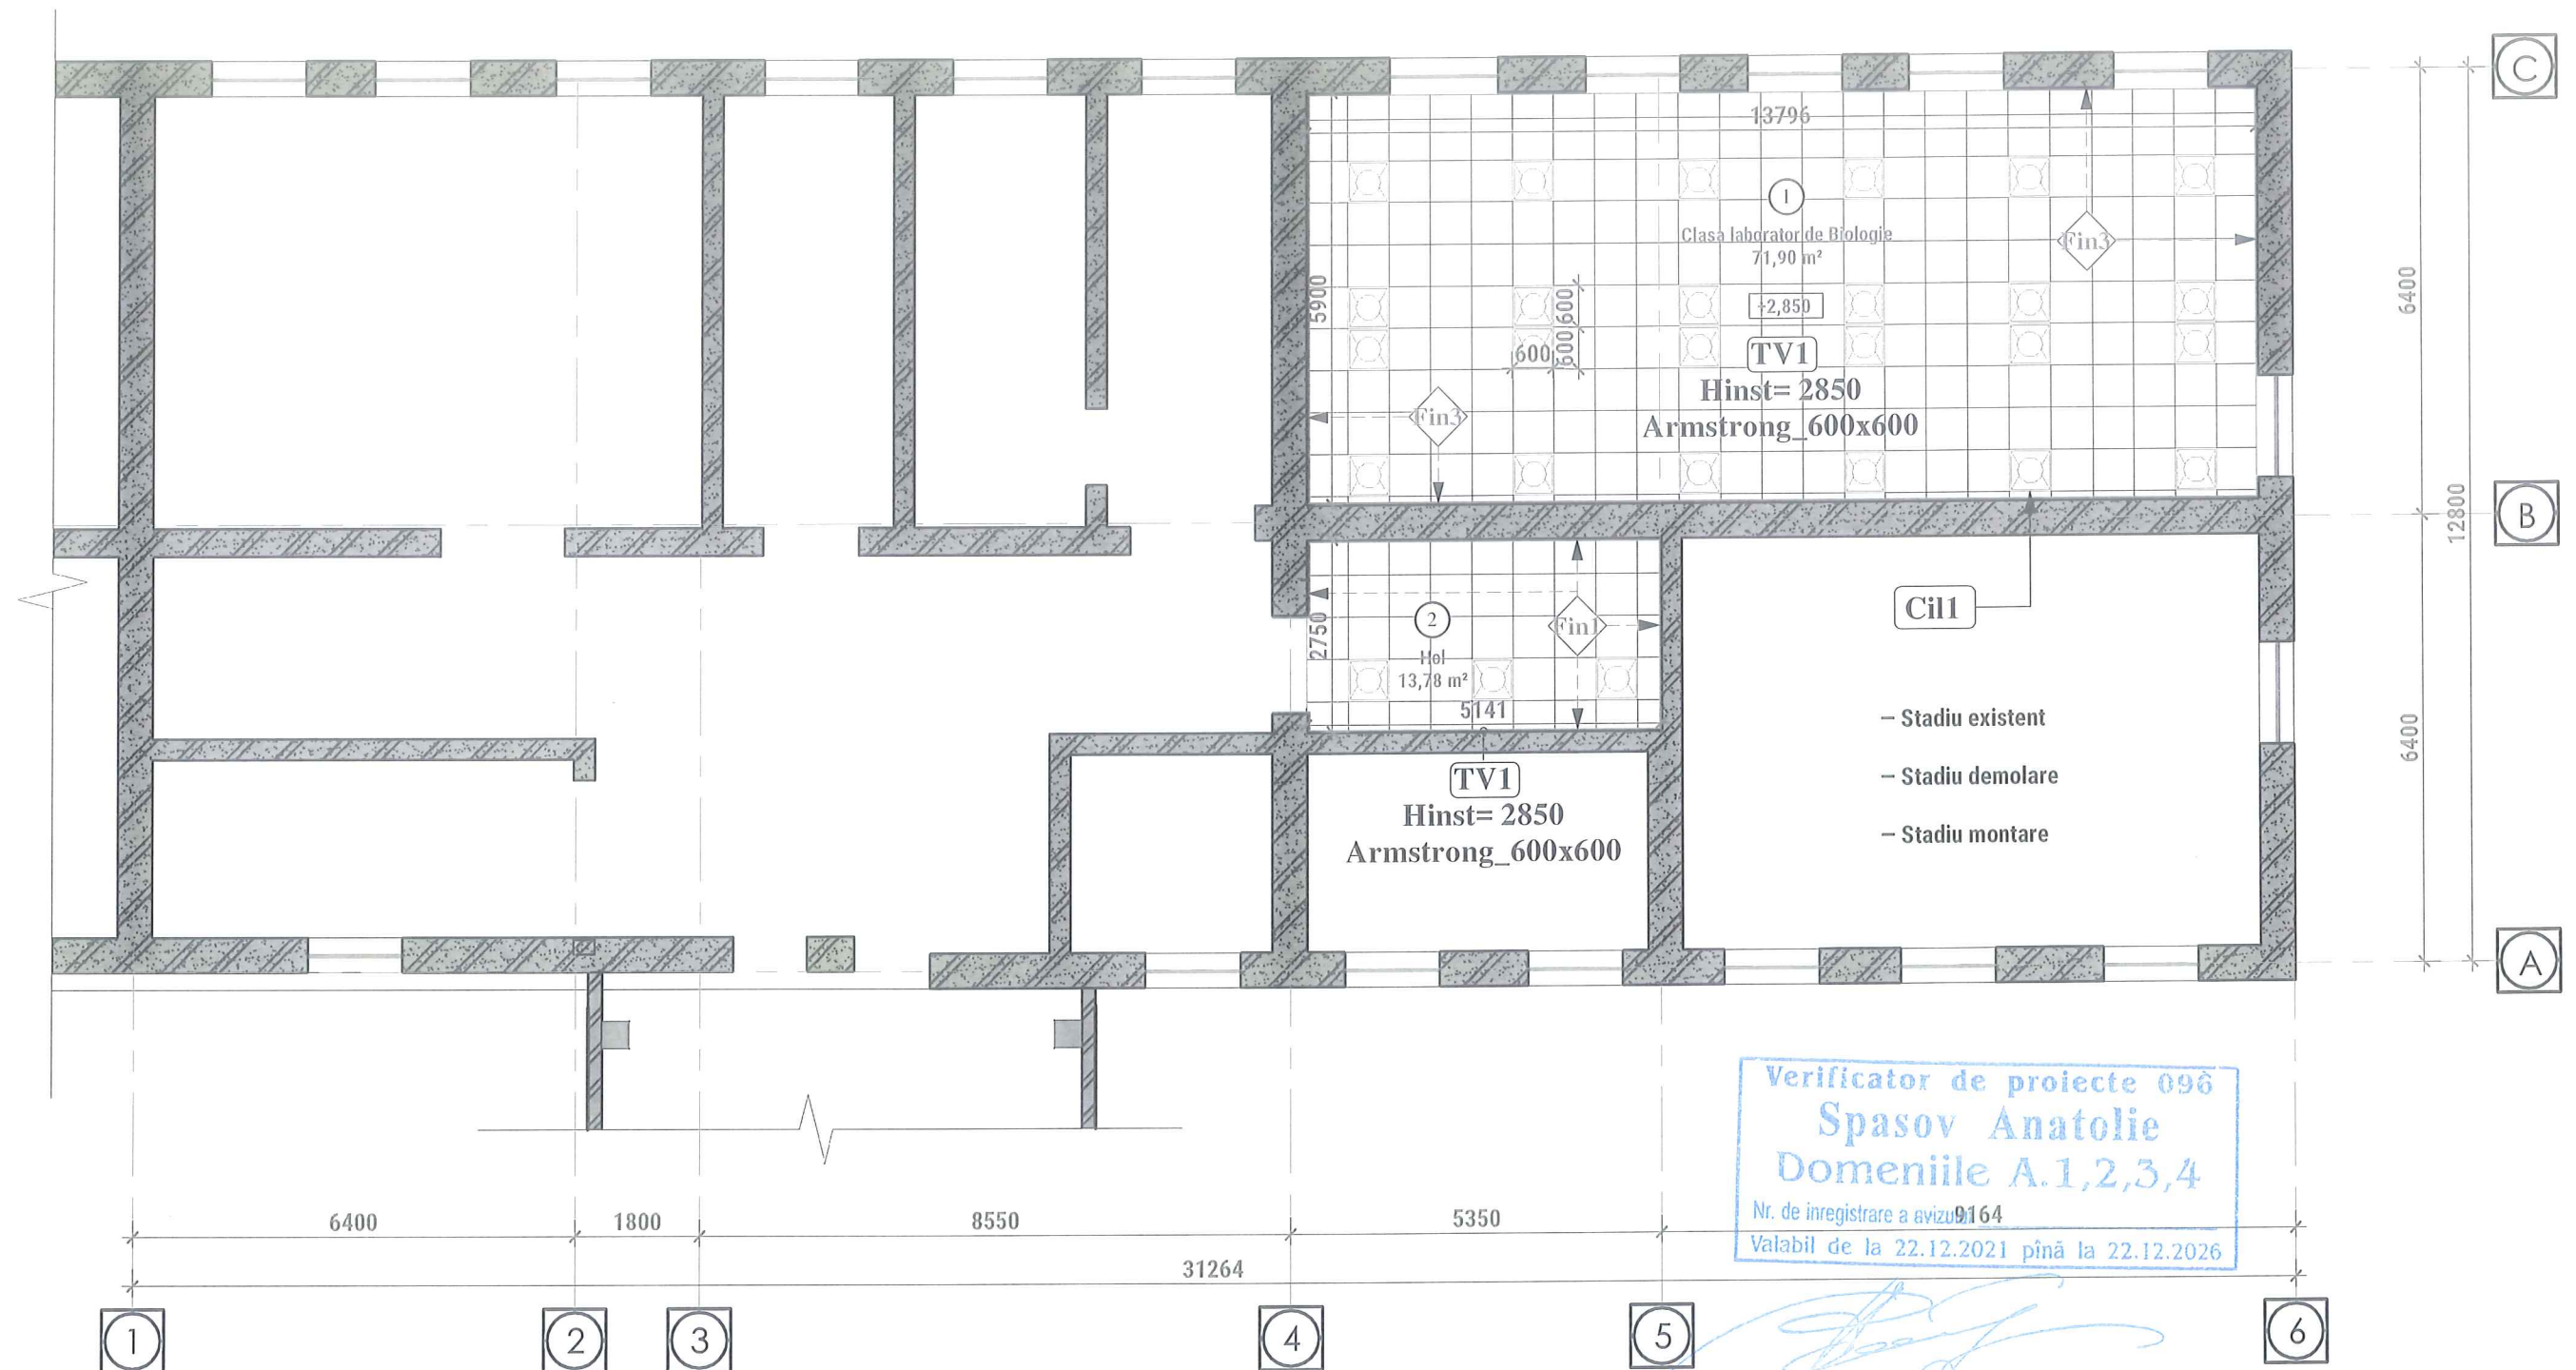 C
13796
1
Clasa laborator de Biologie
71,90 m²
Fin3
5900
600
600
+2,850
600
TV1
Hinst= 2850
Armstrong_600x600
Fin3
6400
B
12800
Cil1
2
Fin1
2750
Hol
13,78 m²
5141
TV1
Hinst= 2850
Armstrong_600x600
– Stadiu existent
– Stadiu demolare
– Stadiu montare
6400
A
Verificator de proiecte 096
Spasov Anatolie
Domeniile A.1,2,3,4
Nr. de inregistrare a avizului 9164
Valabil de la 22.12.2021 pînă la 22.12.2026
6400
1800
8550
5350
31264
1
2
3
4
5
6